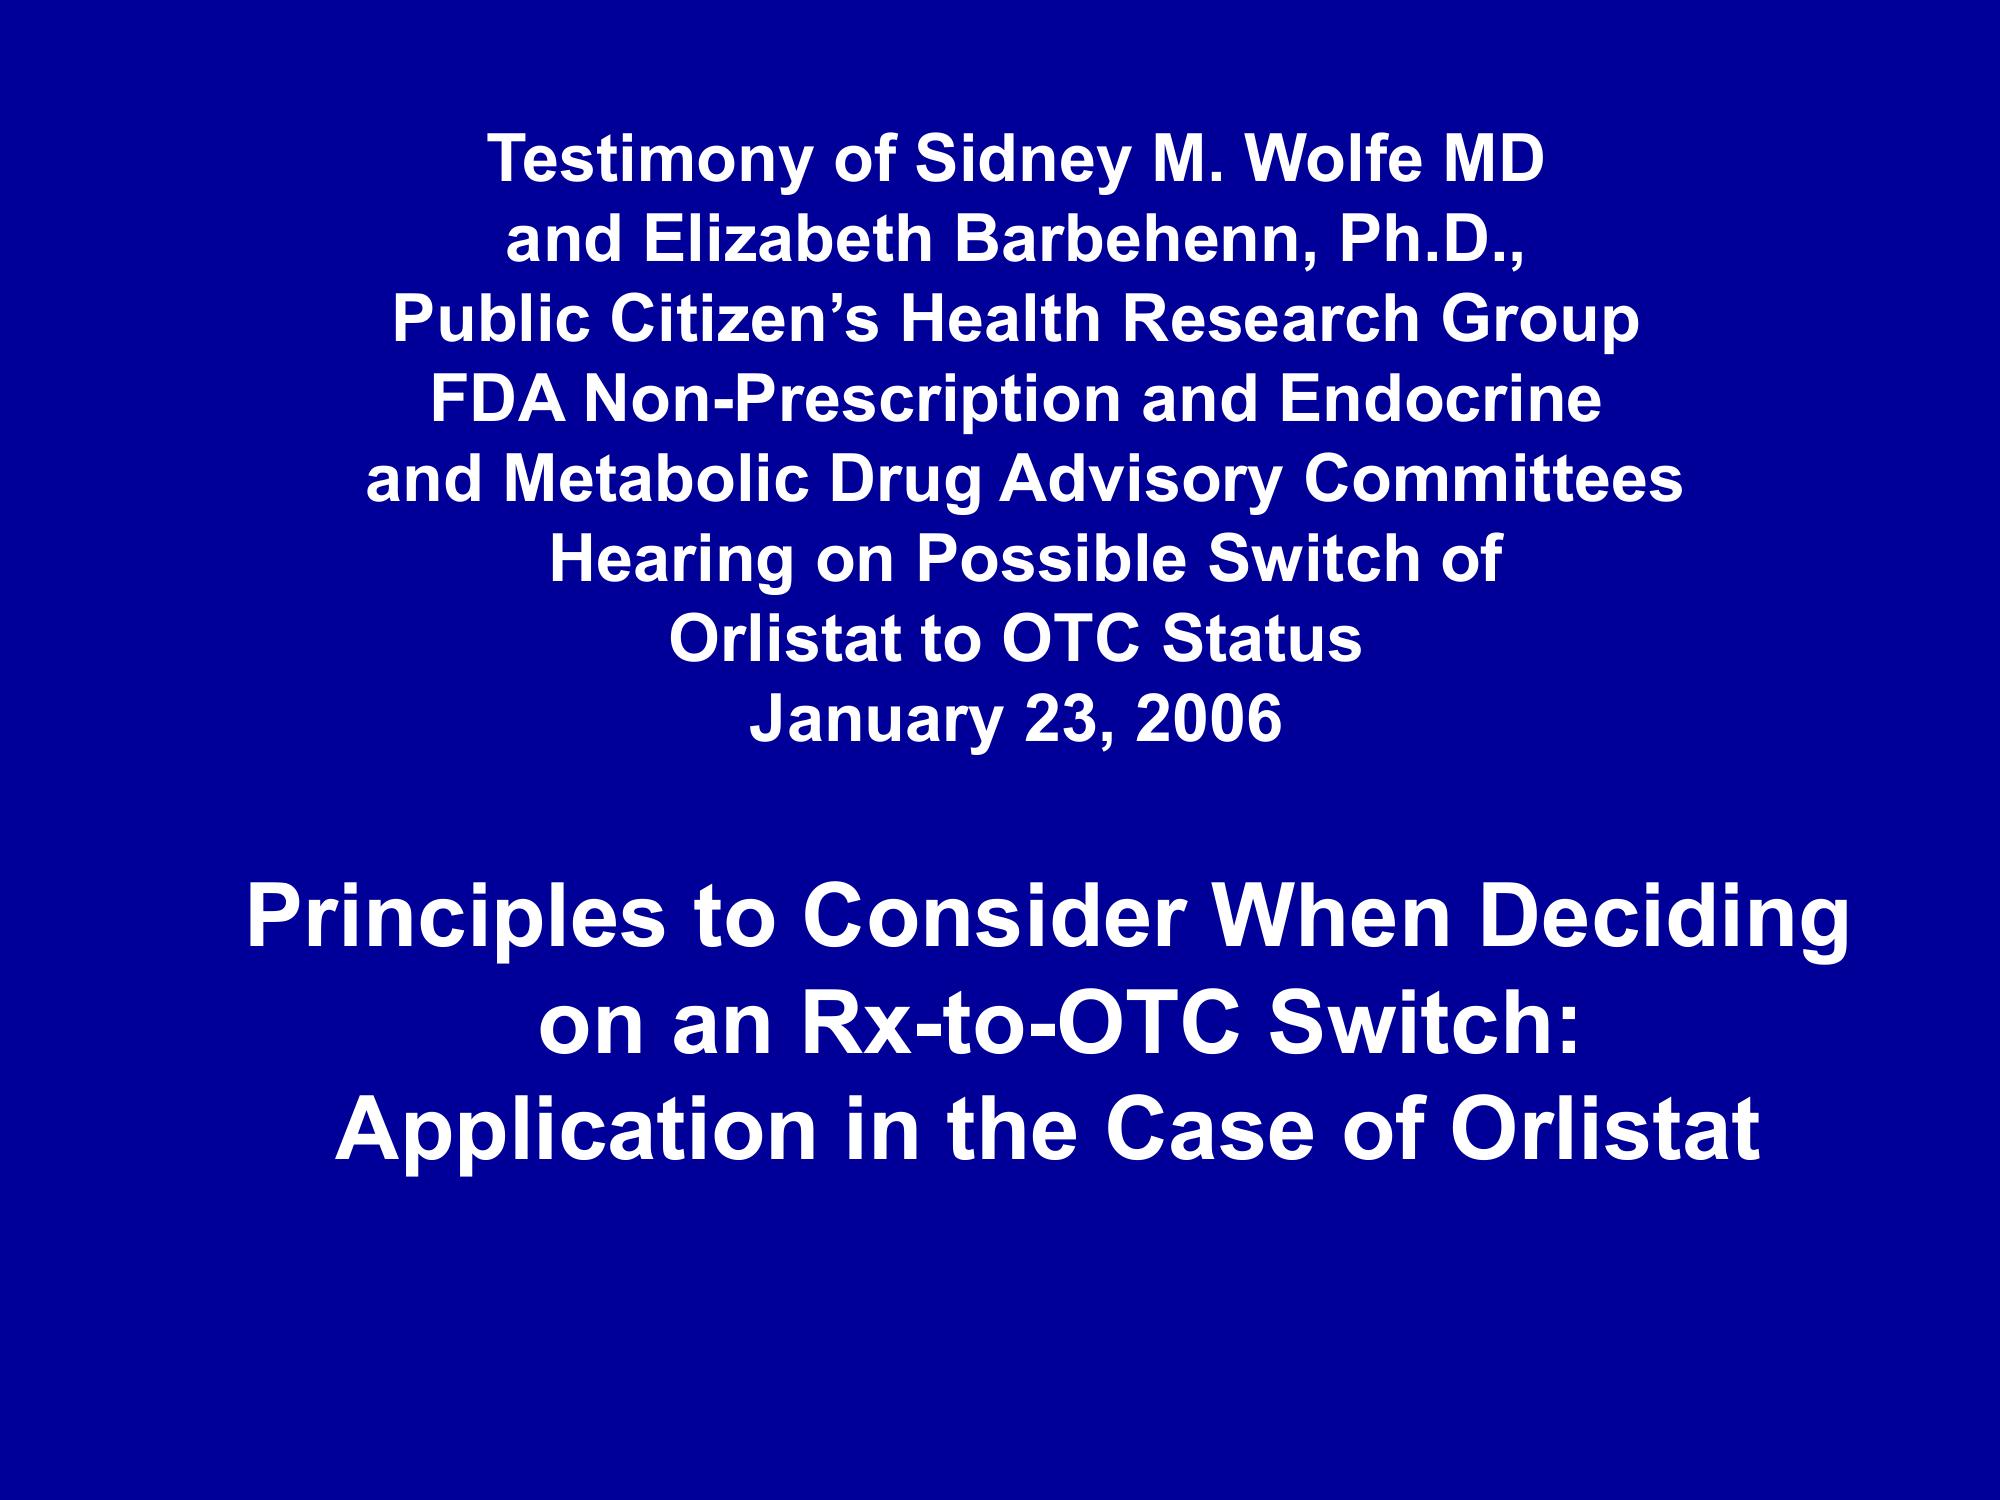 Testimony of Sidney M. Wolfe MD
and Elizabeth Barbehenn, Ph.D.,
Public Citizen’s Health Research Group
FDA Non-Prescription and Endocrine
and Metabolic Drug Advisory Committees
Hearing on Possible Switch of
Orlistat to OTC Status
January 23, 2006
Principles to Consider When Deciding
on an Rx-to-OTC Switch:
Application in the Case of Orlistat